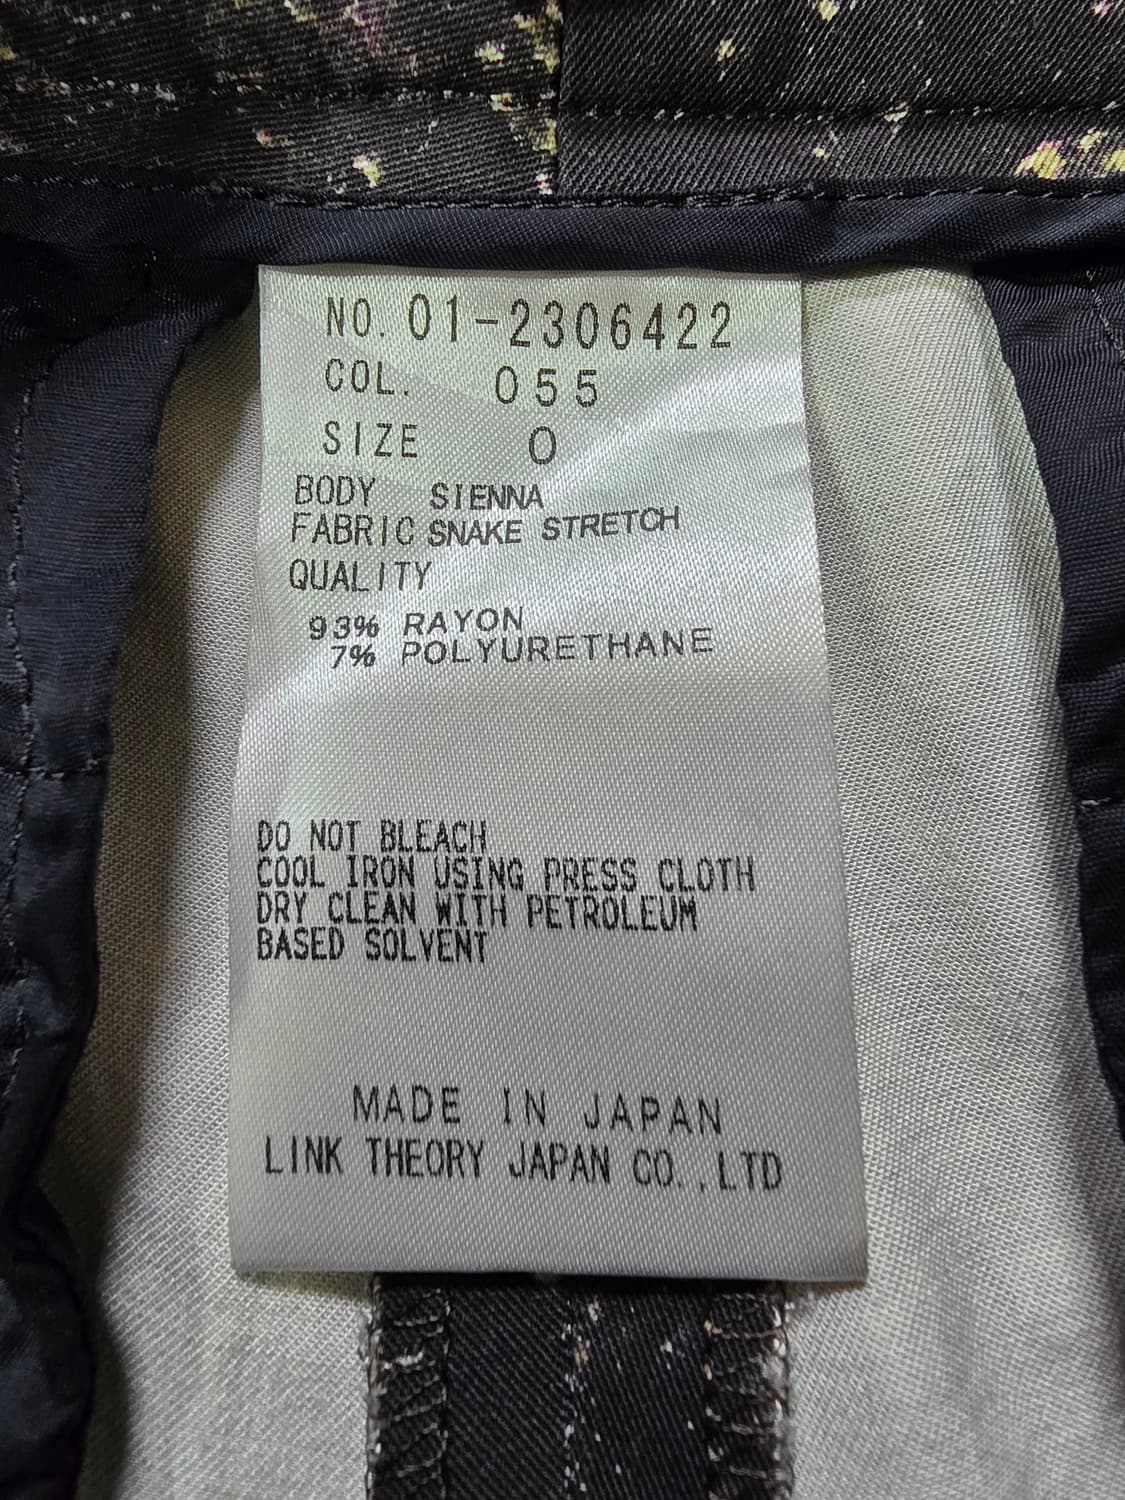 NO. 01-2306422
COL. 055
SIZE 0
BODY SIENNA
FABRIC SNAKE STRETCH
QUALITY
93% RAYON
7% POLYURETHANE
DO NOT BLEACH
COOL IRON USING PRESS CLOTH
DRY CLEAN WITH PETROLEUM
BASED SOLVENT
MADE IN JAPAN
LINK THEORY JAPAN CO.,LTD